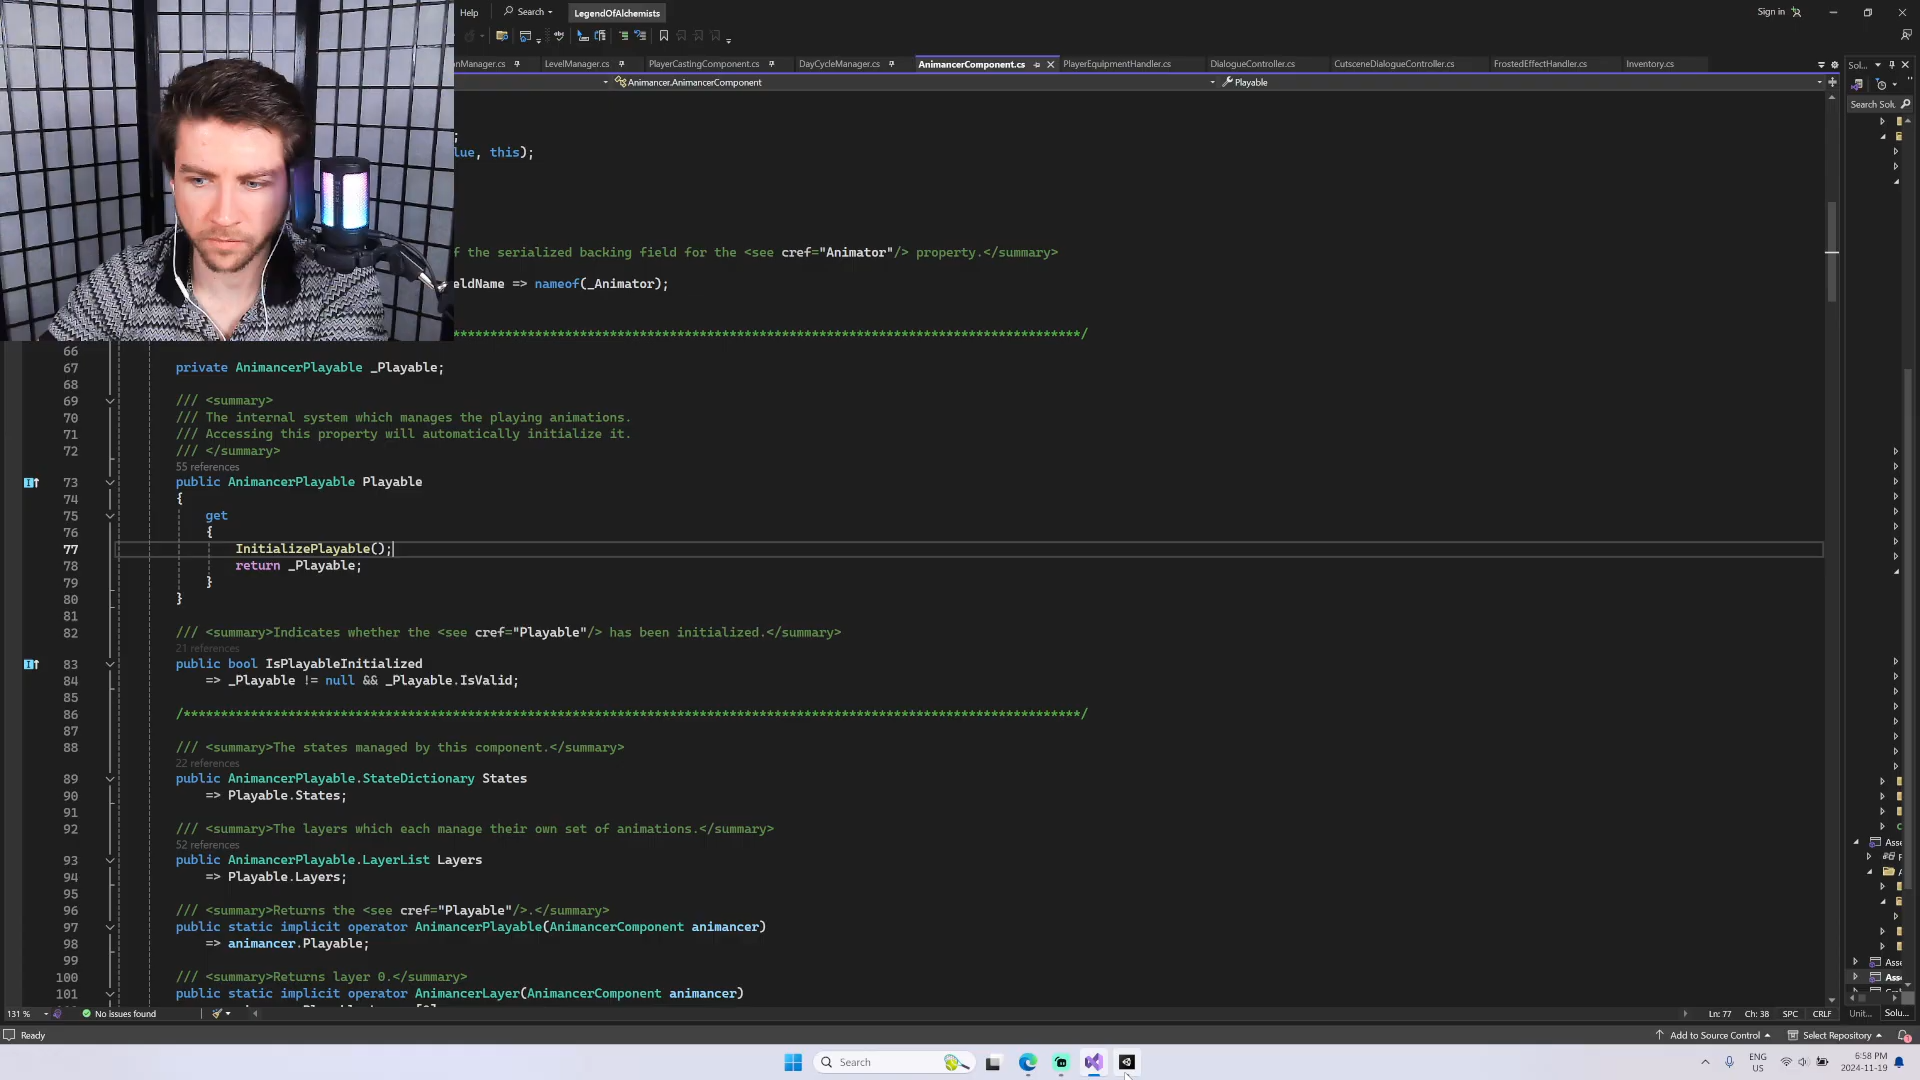 Help Search LegendOfAlchemists Sign in
nManager.cs LevelManager.cs PlayerCastingComponent.cs DayCycleManager.cs AnimancerComponent.cs PlayerEquipmentHandler.cs DialogueController.cs CutsceneDialogueController.cs FrostedEffectHandler.cs Inventory.cs Sol...
Animancer.AnimancerComponent Playable
Search Solu
;
lue, this);
f the serialized backing field for the <see cref="Animator"/> property.</summary>
eldName => nameof(_Animator);
***********************************************************************************/
66
67 private AnimancerPlayable _Playable;
68
69 /// <summary>
70 /// The internal system which manages the playing animations.
71 /// Accessing this property will automatically initialize it.
72 /// </summary>
55 references
73 public AnimancerPlayable Playable
74 {
75 get
76 {
77 InitializePlayable();
78 return _Playable;
79 }
80 }
81
82 /// <summary>Indicates whether the <see cref="Playable"/> has been initialized.</summary>
21 references
83 public bool IsPlayableInitialized
84 => _Playable != null && _Playable.IsValid;
85
86 /************************************************************************************************************************/
87
88 /// <summary>The states managed by this component.</summary>
22 references
89 public AnimancerPlayable.StateDictionary States
90 => Playable.States;
91
92 /// <summary>The layers which each manage their own set of animations.</summary>
52 references
93 public AnimancerPlayable.LayerList Layers
94 => Playable.Layers;
95
96 /// <summary>Returns the <see cref="Playable"/>.</summary>
97 public static implicit operator AnimancerPlayable(AnimancerComponent animancer)
98 => animancer.Playable;
99
100 /// <summary>Returns layer 0.</summary>
101 public static implicit operator AnimancerLayer(AnimancerComponent animancer)
Asse
Asse
Asse
131 % No issues found Ln: 77 Ch: 38 SPC CRLF Unit... Solu...
Ready Add to Source Control Select Repository
Search ENG US 6:58 PM 2024-11-19